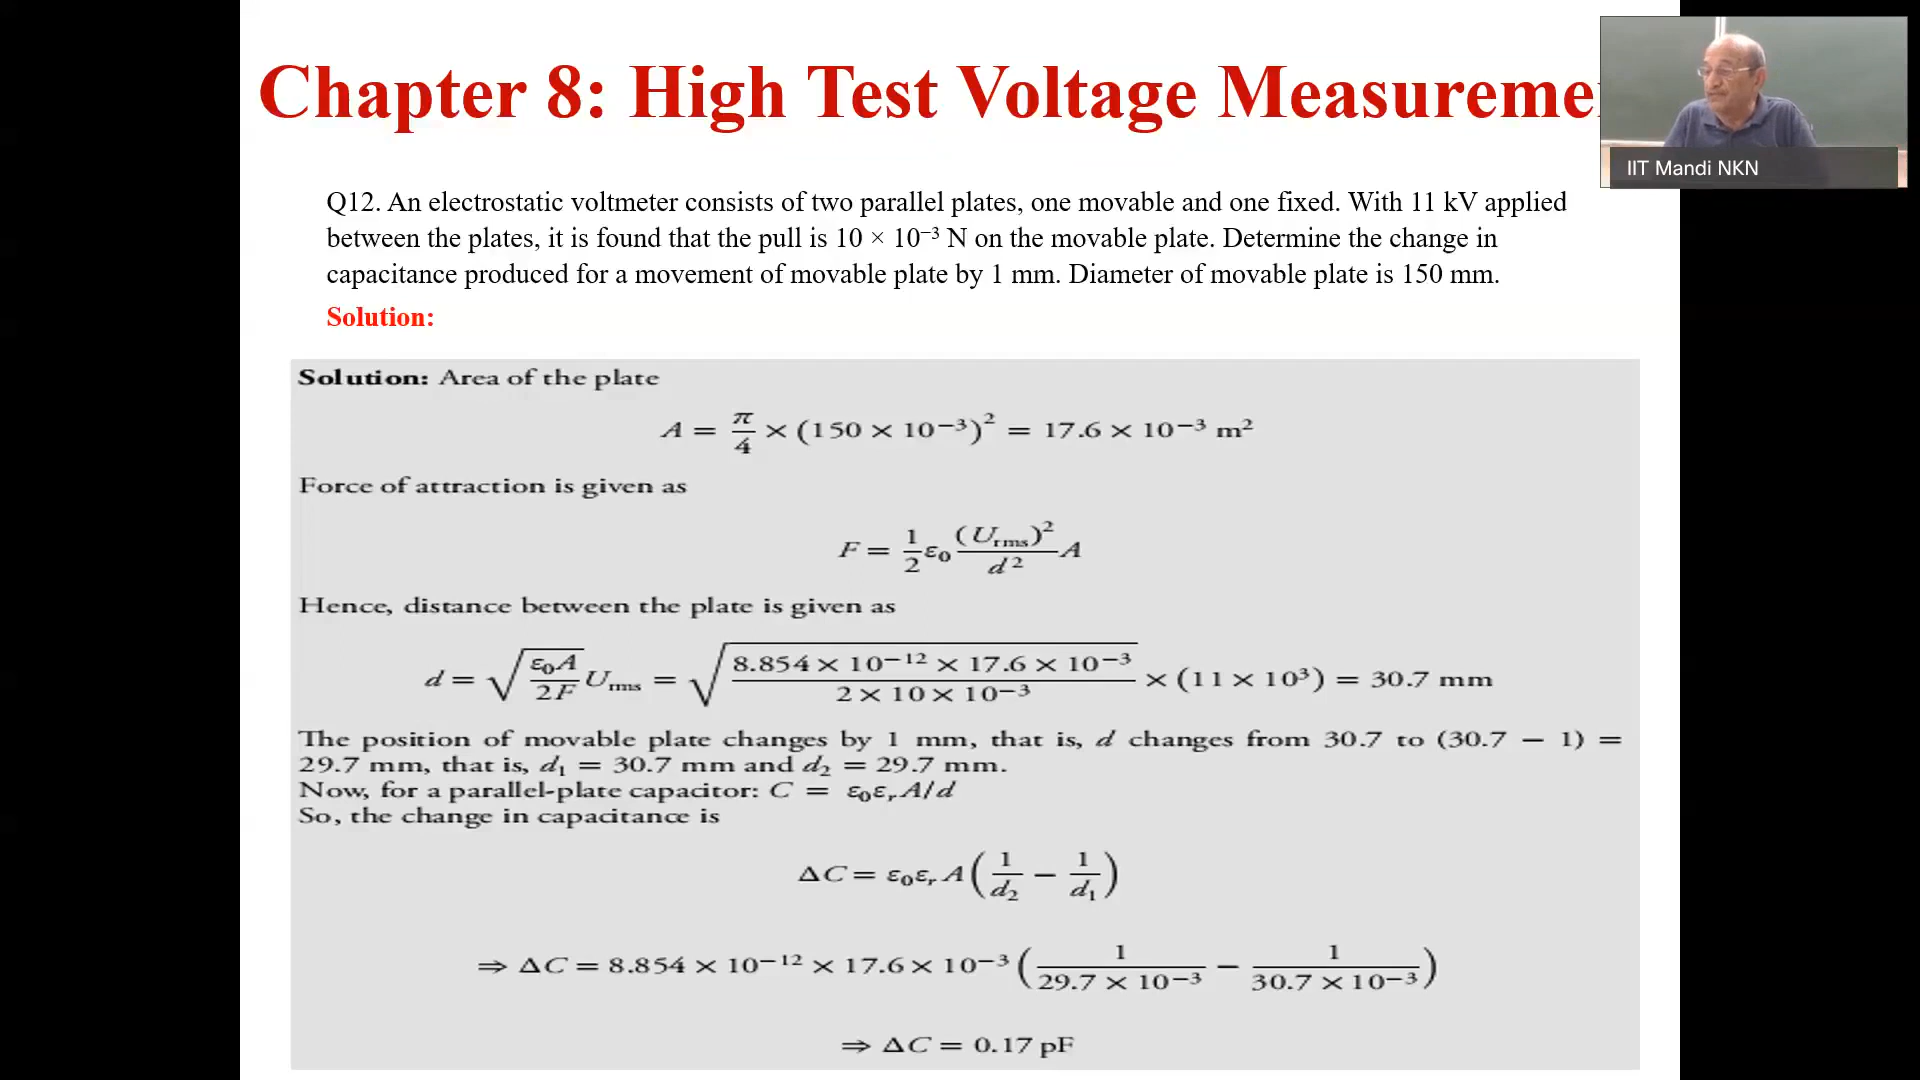 Chapter 8: High Test Voltage Measureme
IIT Mandi NKN
Q12. An electrostatic voltmeter consists of two parallel plates, one movable and one fixed. With 11 kV applied
between the plates, it is found that the pull is 10 × 10⁻³ N on the movable plate. Determine the change in
capacitance produced for a movement of movable plate by 1 mm. Diameter of movable plate is 150 mm.
Solution:
Solution: Area of the plate
A = π/4 × (150 × 10⁻³)² = 17.6 × 10⁻³ m²
Force of attraction is given as
F = 1/2 ε₀ (U_rms)²/d² A
Hence, distance between the plate is given as
d = √(ε₀A/2F) U_rms = √((8.854 × 10⁻¹² × 17.6 × 10⁻³)/(2 × 10 × 10⁻³)) × (11 × 10³) = 30.7 mm
The position of movable plate changes by 1 mm, that is, d changes from 30.7 to (30.7 − 1) =
29.7 mm, that is, d₁ = 30.7 mm and d₂ = 29.7 mm.
Now, for a parallel-plate capacitor: C = ε₀εᵣA/d
So, the change in capacitance is
ΔC = ε₀εᵣA(1/d₂ − 1/d₁)
⇒ ΔC = 8.854 × 10⁻¹² × 17.6 × 10⁻³ (1/(29.7 × 10⁻³) − 1/(30.7 × 10⁻³))
⇒ ΔC = 0.17 pF